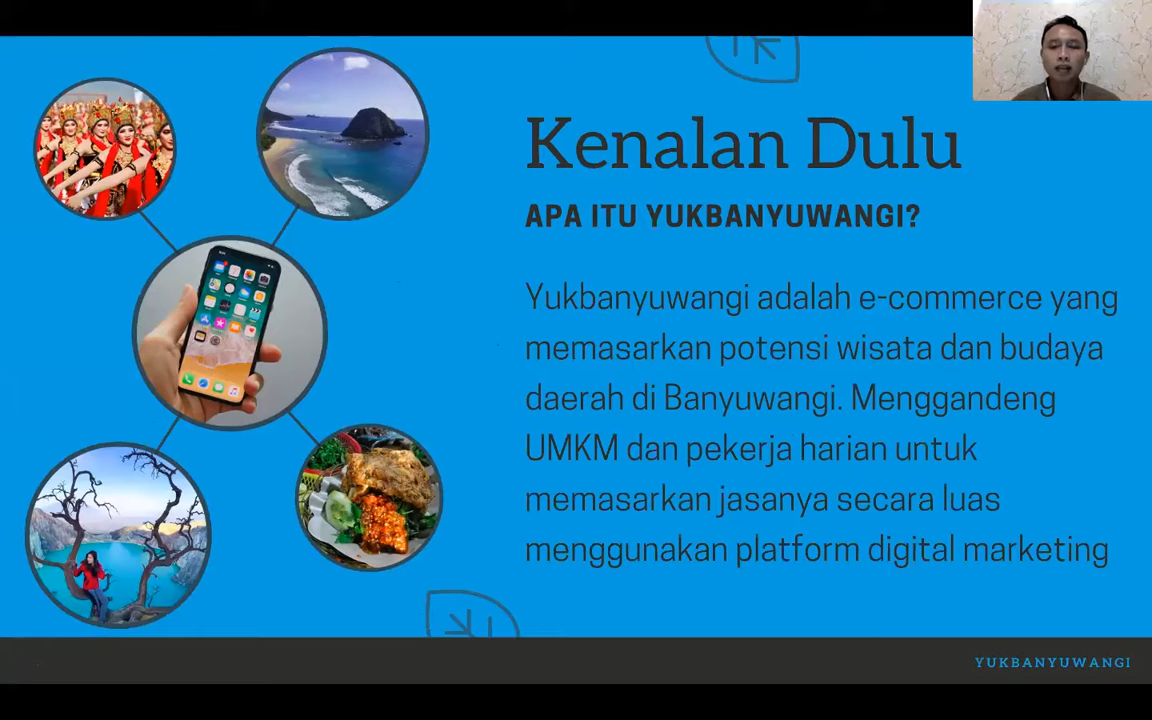 Kenalan Dulu
APA ITU YUKBANYUWANGI?
Yukbanyuwangi adalah e-commerce yang
memasarkan potensi wisata dan budaya
daerah di Banyuwangi. Menggandeng
UMKM dan pekerja harian untuk
memasarkan jasanya secara luas
menggunakan platform digital marketing
YUKBANYUWANGI